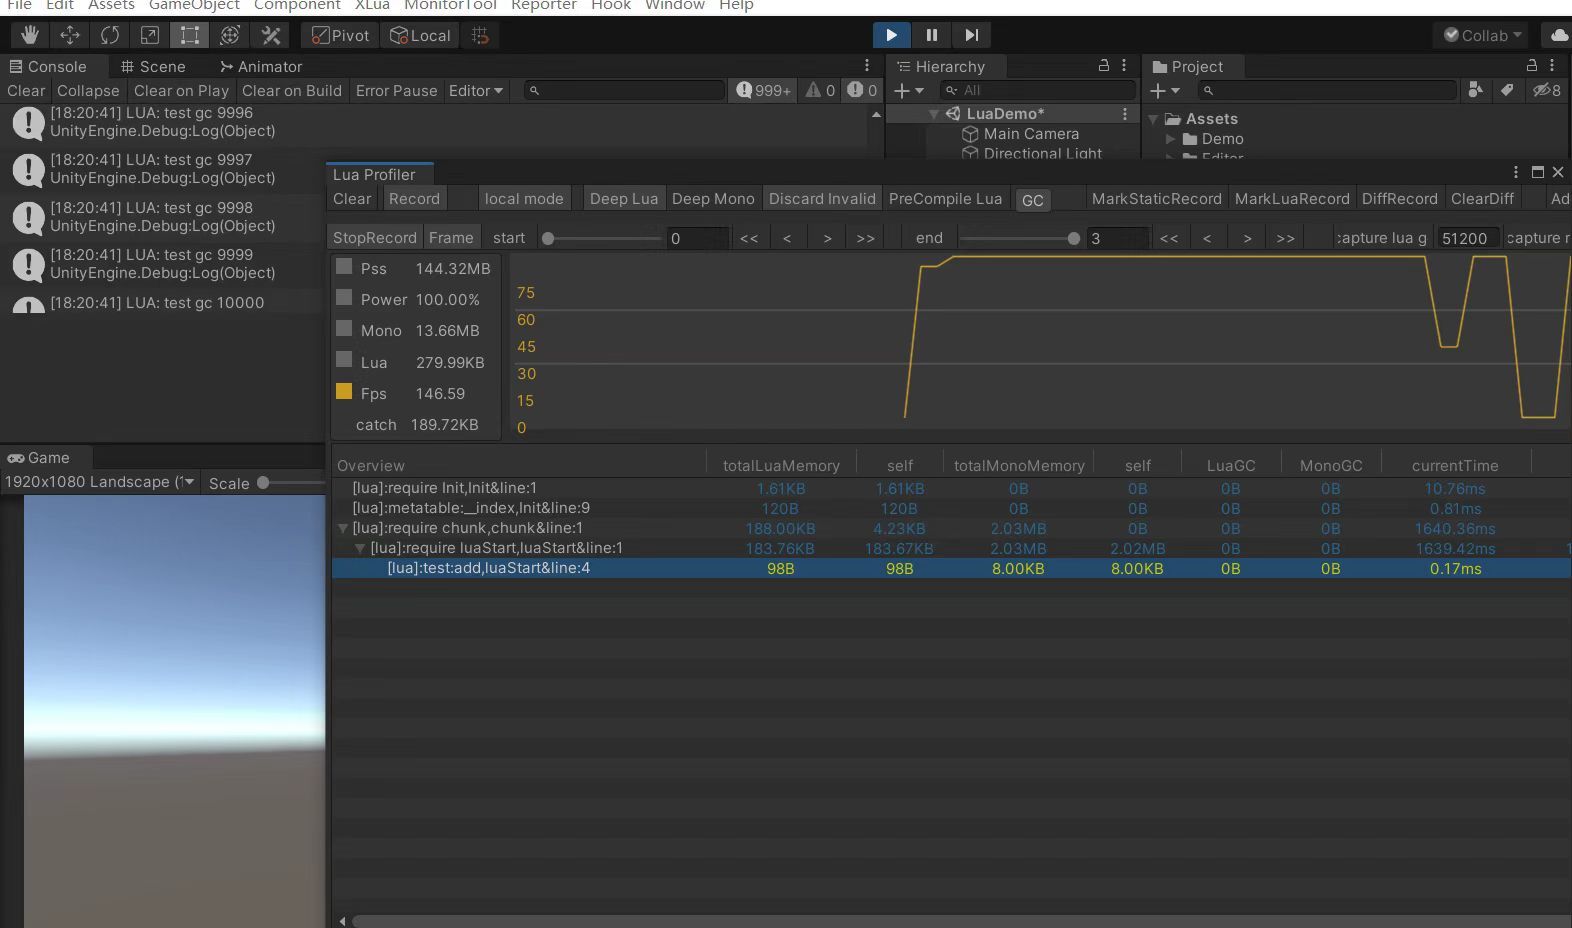 File Edit Assets GameObject Component XLua MonitorTool Reporter Hook Window Help
Pivot Local Collab
Console Scene Animator
Clear Collapse Clear on Play Clear on Build Error Pause Editor 999+ 0 0
[18:20:41] LUA: test gc 9996
UnityEngine.Debug:Log(Object)
[18:20:41] LUA: test gc 9997
UnityEngine.Debug:Log(Object)
[18:20:41] LUA: test gc 9998
UnityEngine.Debug:Log(Object)
[18:20:41] LUA: test gc 9999
UnityEngine.Debug:Log(Object)
[18:20:41] LUA: test gc 10000
Hierarchy
All
LuaDemo*
Main Camera
Directional Light
Project
8
Assets
Demo
Editor
Lua Profiler
Clear Record local mode Deep Lua Deep Mono Discard Invalid PreCompile Lua GC MarkStaticRecord MarkLuaRecord DiffRecord ClearDiff Ad
StopRecord Frame start 0 << < > >> end 3 << < > >> capture lua g 51200 capture r
Pss 144.32MB
Power 100.00%
Mono 13.66MB
Lua 279.99KB
Fps 146.59
catch 189.72KB
75
60
45
30
15
0
Game
1920x1080 Landscape (1 Scale
Overview totalLuaMemory self totalMonoMemory self LuaGC MonoGC currentTime
[lua]:require Init,Init&line:1 1.61KB 1.61KB 0B 0B 0B 0B 10.76ms
[lua]:metatable:__index,Init&line:9 120B 120B 0B 0B 0B 0B 0.81ms
[lua]:require chunk,chunk&line:1 188.00KB 4.23KB 2.03MB 0B 0B 0B 1640.36ms
[lua]:require luaStart,luaStart&line:1 183.76KB 183.67KB 2.03MB 2.02MB 0B 0B 1639.42ms 1
[lua]:test:add,luaStart&line:4 98B 98B 8.00KB 8.00KB 0B 0B 0.17ms